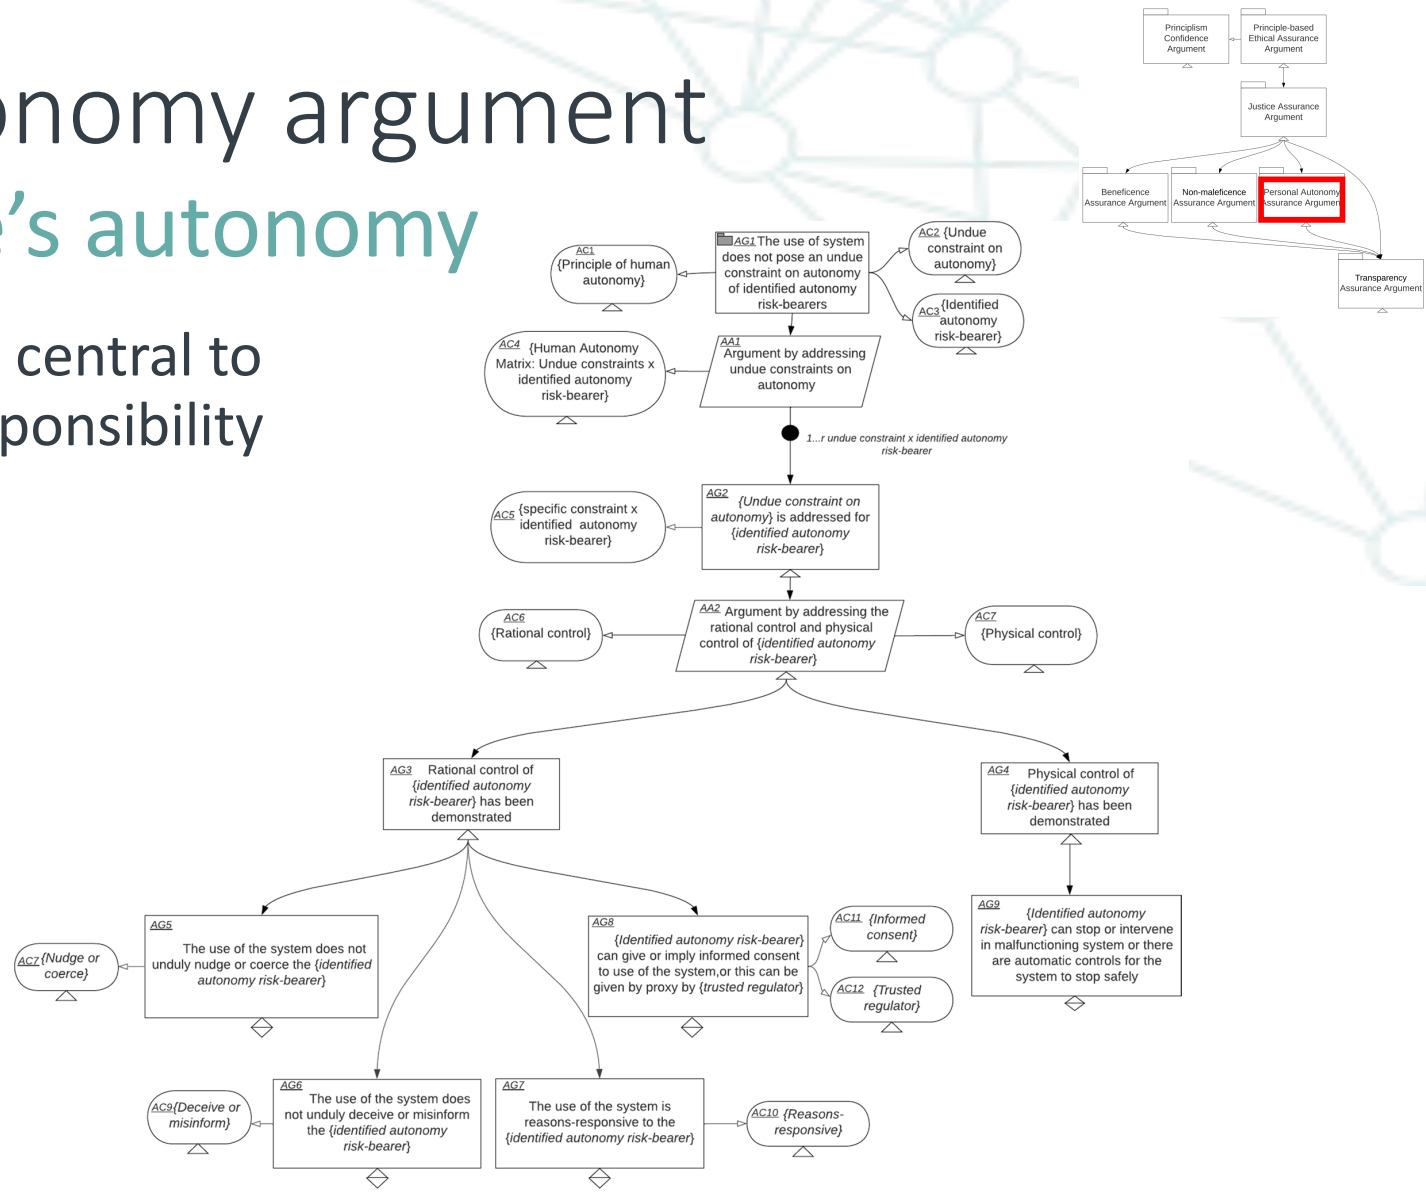 onomy argument
e's autonomy
central to
ponsibility
Principlism
Confidence
Argument
Principle-based
Ethical Assurance
Argument
Justice Assurance
Argument
Beneficence
Assurance Argument
Non-maleficence
Assurance Argument
Personal Autonomy
Assurance Argumen
Transparency
Assurance Argument
AC1
{Principle of human
autonomy}
AG1 The use of system
does not pose an undue
constraint on autonomy
of identified autonomy
risk-bearers
AC2 {Undue
constraint on
autonomy}
AC3 {Identified
autonomy
risk-bearer}
AC4 {Human Autonomy
Matrix: Undue constraints x
identified autonomy
risk-bearer}
AA1
Argument by addressing
undue constraints on
autonomy
1...r undue constraint x identified autonomy
risk-bearer
AC5 {specific constraint x
identified autonomy
risk-bearer}
AG2
{Undue constraint on
autonomy} is addressed for
{identified autonomy
risk-bearer}
AC6
{Rational control}
AA2 Argument by addressing the
rational control and physical
control of {identified autonomy
risk-bearer}
AC7
{Physical control}
AG3 Rational control of
{identified autonomy
risk-bearer} has been
demonstrated
AG4 Physical control of
{identified autonomy
risk-bearer} has been
demonstrated
AC7 {Nudge or
coerce}
AG5
The use of the system does not
unduly nudge or coerce the {identified
autonomy risk-bearer}
AG8
{Identified autonomy risk-bearer}
can give or imply informed consent
to use of the system,or this can be
given by proxy by {trusted regulator}
AC11 {Informed
consent}
AC12 {Trusted
regulator}
AG9
{Identified autonomy
risk-bearer} can stop or intervene
in malfunctioning system or there
are automatic controls for the
system to stop safely
AC9{Deceive or
misinform}
AG6
The use of the system does
not unduly deceive or misinform
the {identified autonomy
risk-bearer}
AG7
The use of the system is
reasons-responsive to the
{identified autonomy risk-bearer}
AC10 {Reasons-
responsive}